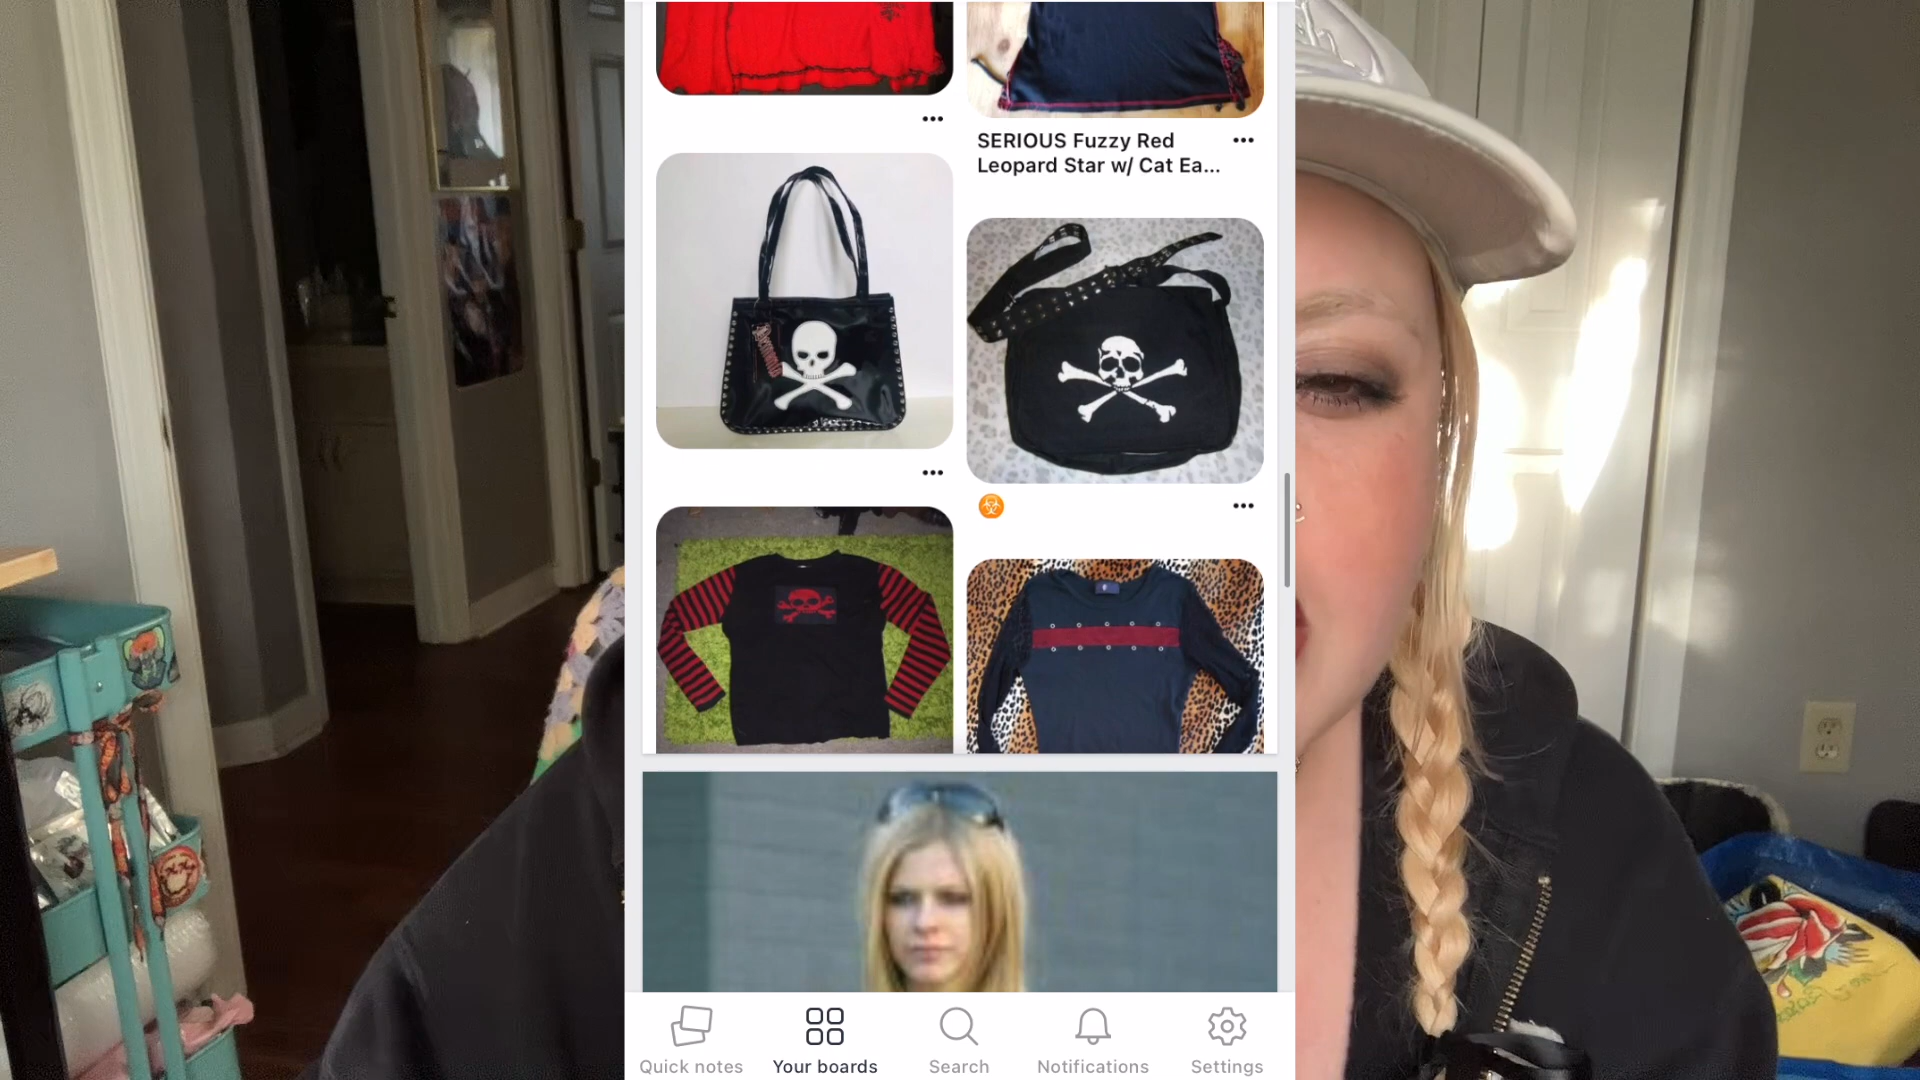 SERIOUS Fuzzy Red
Leopard Star w/ Cat Ea...
Quick notes
Your boards
Search
Notifications
Settings